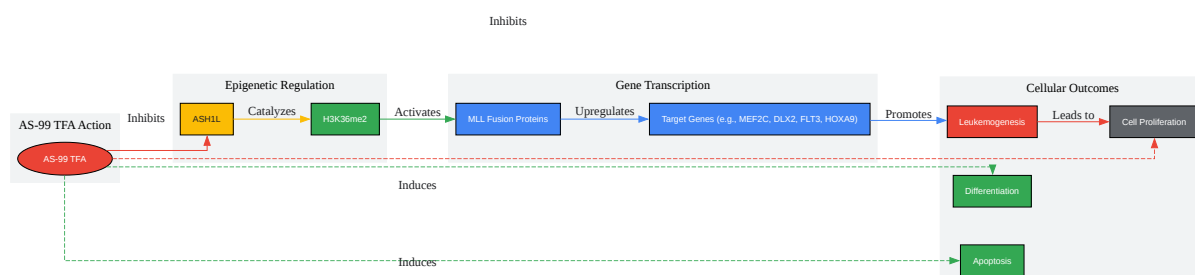 Inhibits
Epigenetic Regulation
Gene Transcription
Cellular Outcomes
AS-99 TFA Action
Inhibits
ASH1L
Catalyzes
H3K36me2
Activates
MLL Fusion Proteins
Upregulates
Target Genes (e.g., MEF2C, DLX2, FLT3, HOXA9)
Promotes
Leukemogenesis
Leads to
Cell Proliferation
AS-99 TFA
Induces
Differentiation
Induces
Apoptosis